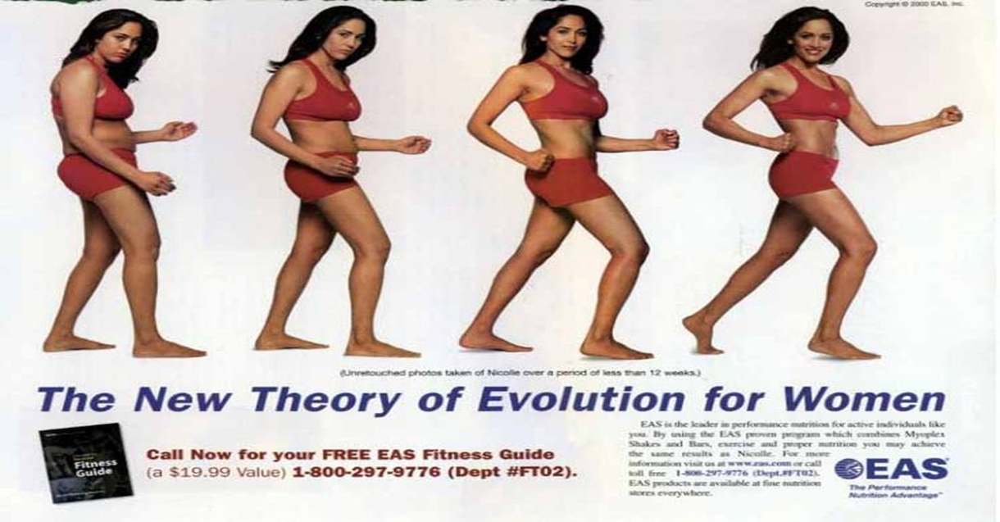 Copyright © 2000 EAS, Inc.
(Unretouched photos taken of Nicolle over a period of less than 12 weeks.)
The New Theory of Evolution for Women
Fitness
Guide
Call Now for your FREE EAS Fitness Guide
(a $19.99 Value) 1-800-297-9776 (Dept #FT02).
EAS is the leader in performance nutrition for active individuals like
you. By using the EAS proven program which combines Myoplex
Shakes and Bars, exercise and proper nutrition you may achieve
the same results as Nicolle. For more
information visit us at www.eas.com or call
toll free 1-800-297-9776 (Dept.#FT02).
EAS products are available at fine nutrition
stores everywhere.
EAS
The Performance
Nutrition Advantage™